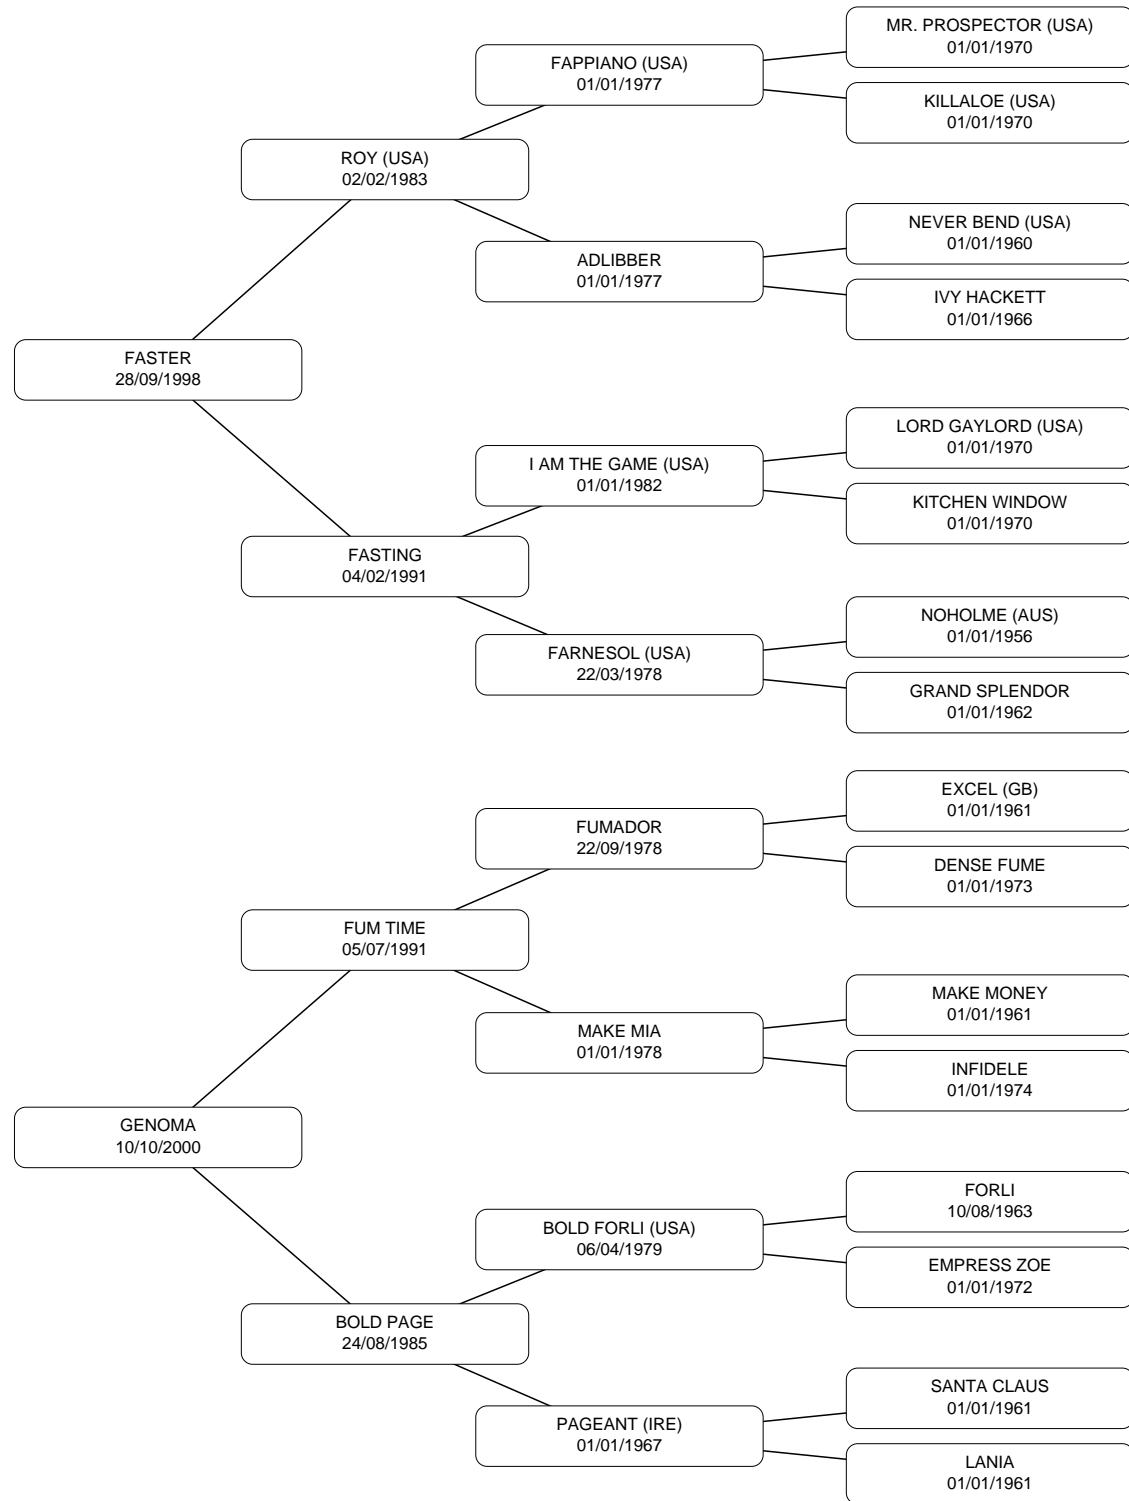 MR. PROSPECTOR (USA)
01/01/1970
FAPPIANO (USA)
01/01/1977
KILLALOE (USA)
01/01/1970
ROY (USA)
02/02/1983
NEVER BEND (USA)
01/01/1960
ADLIBBER
01/01/1977
IVY HACKETT
01/01/1966
FASTER
28/09/1998
LORD GAYLORD (USA)
01/01/1970
I AM THE GAME (USA)
01/01/1982
KITCHEN WINDOW
01/01/1970
FASTING
04/02/1991
NOHOLME (AUS)
01/01/1956
FARNESOL (USA)
22/03/1978
GRAND SPLENDOR
01/01/1962
EXCEL (GB)
01/01/1961
FUMADOR
22/09/1978
DENSE FUME
01/01/1973
FUM TIME
05/07/1991
MAKE MONEY
01/01/1961
MAKE MIA
01/01/1978
INFIDELE
01/01/1974
GENOMA
10/10/2000
FORLI
10/08/1963
BOLD FORLI (USA)
06/04/1979
EMPRESS ZOE
01/01/1972
BOLD PAGE
24/08/1985
SANTA CLAUS
01/01/1961
PAGEANT (IRE)
01/01/1967
LANIA
01/01/1961